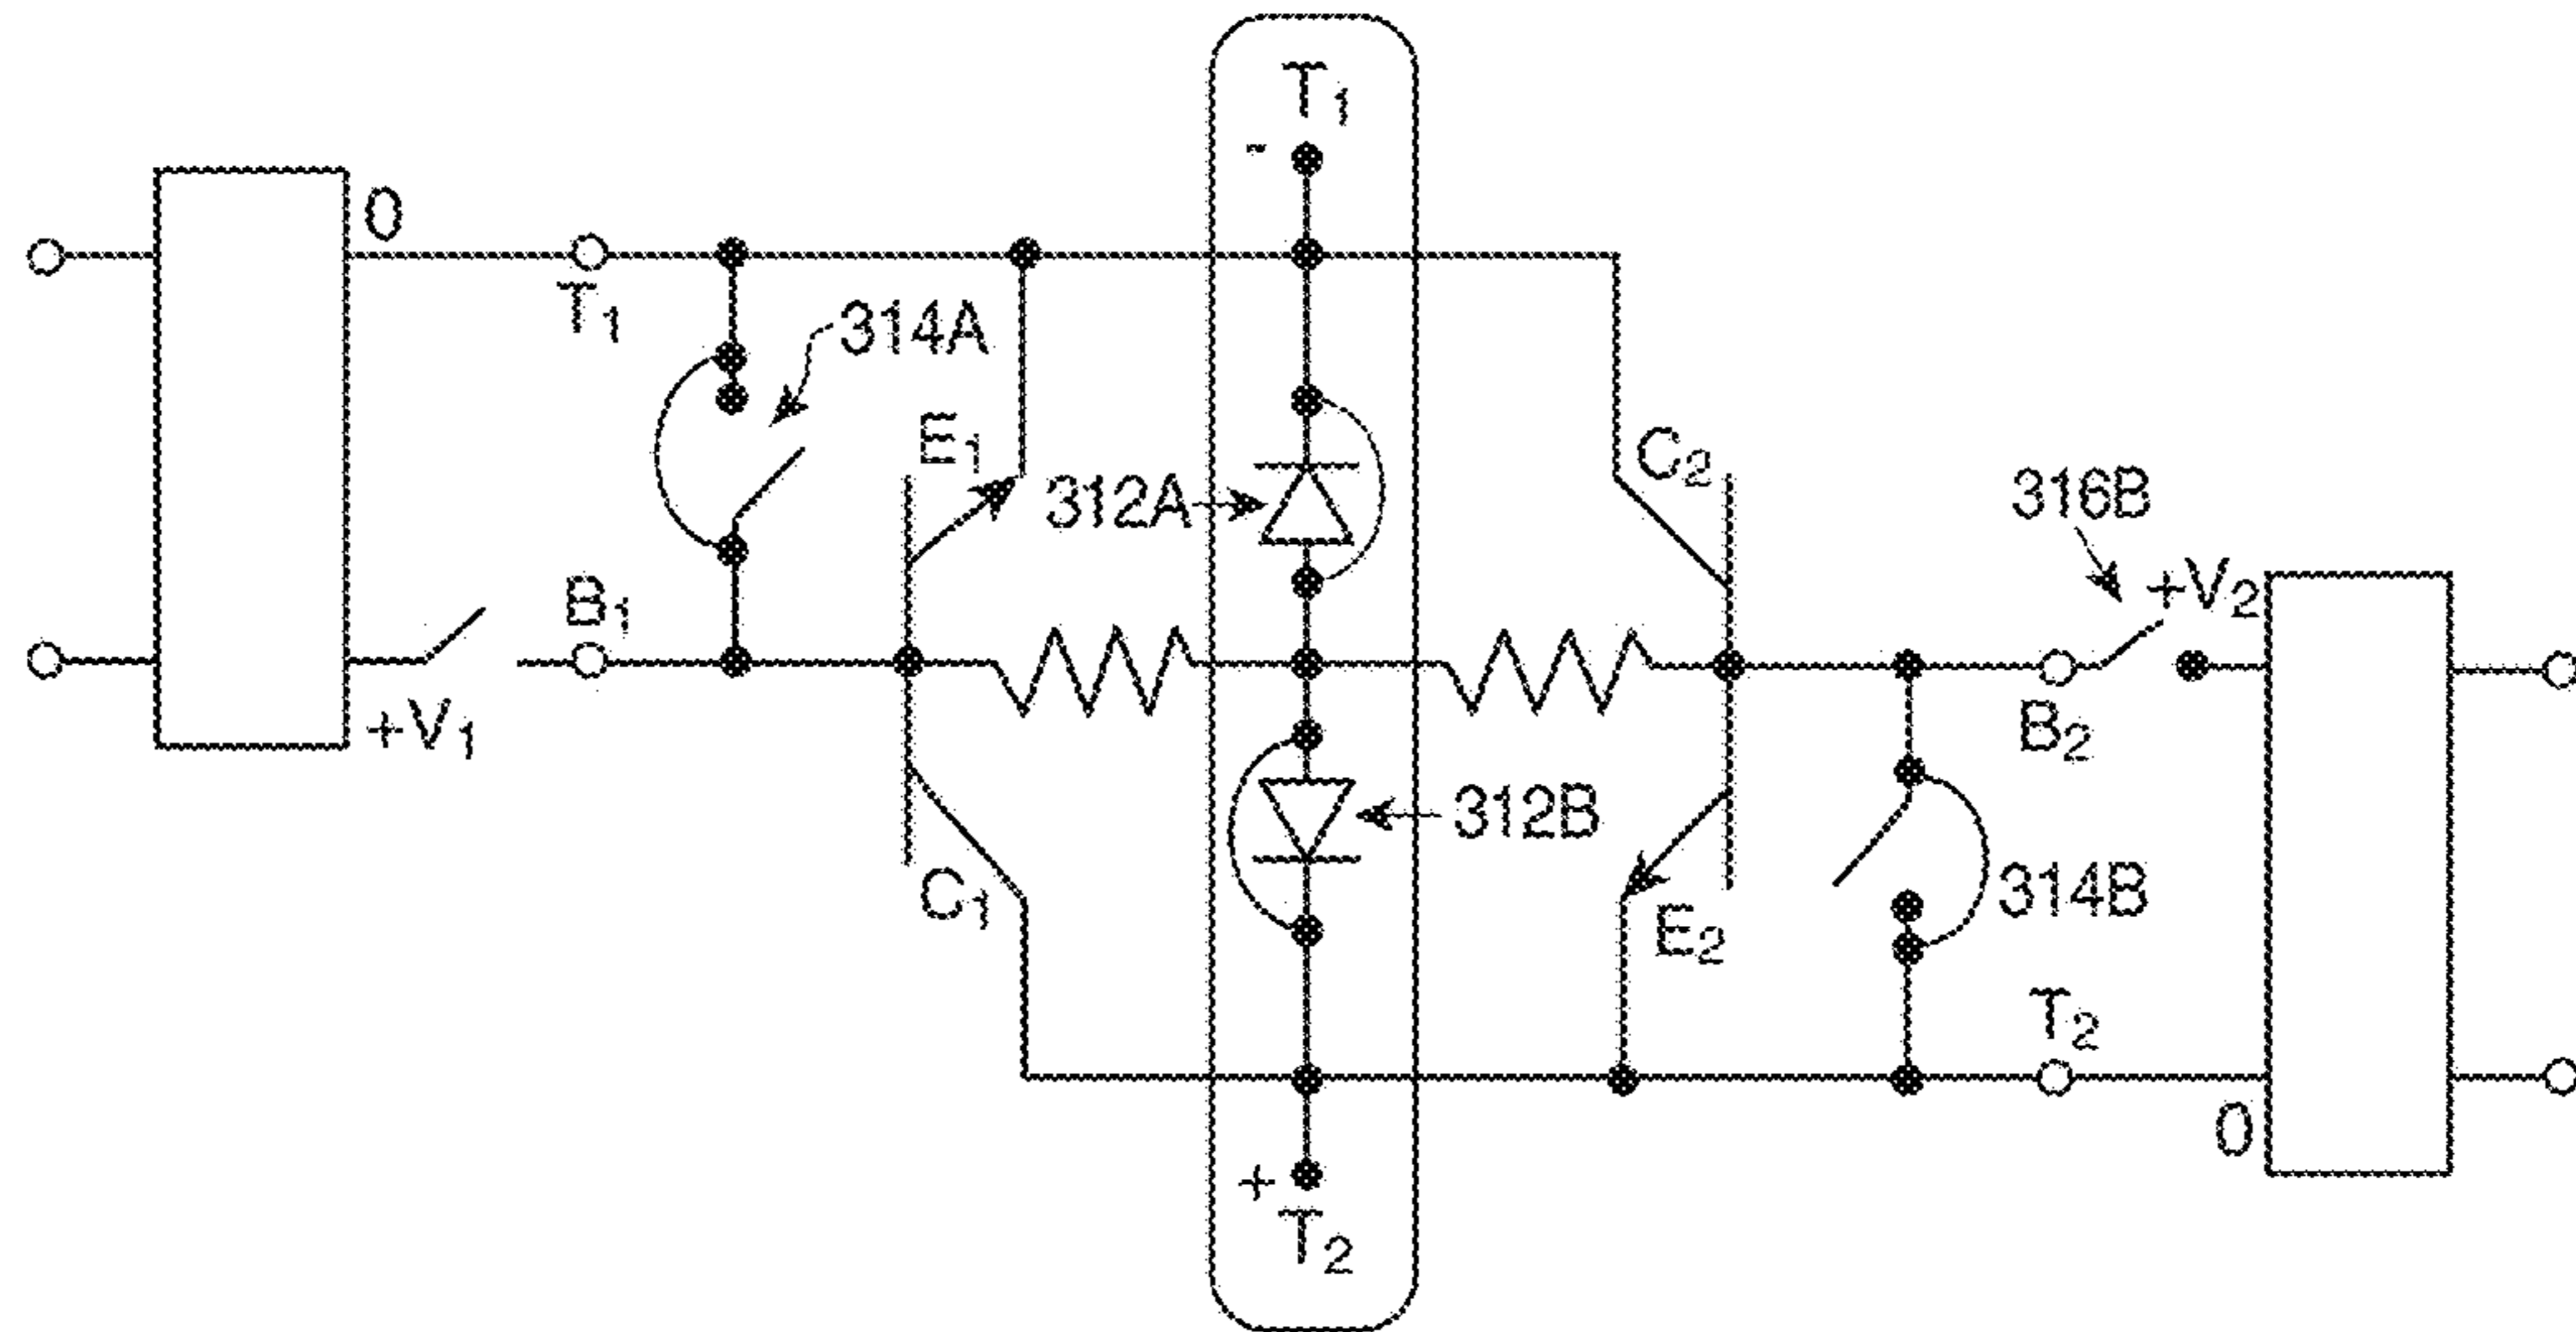 T₁
-
0
T₁
314A
E₁
C₂
312A
316B
B₁
+V₂
+V₁
B₂
312B
C₁
314B
E₂
T₂
0
+
T₂